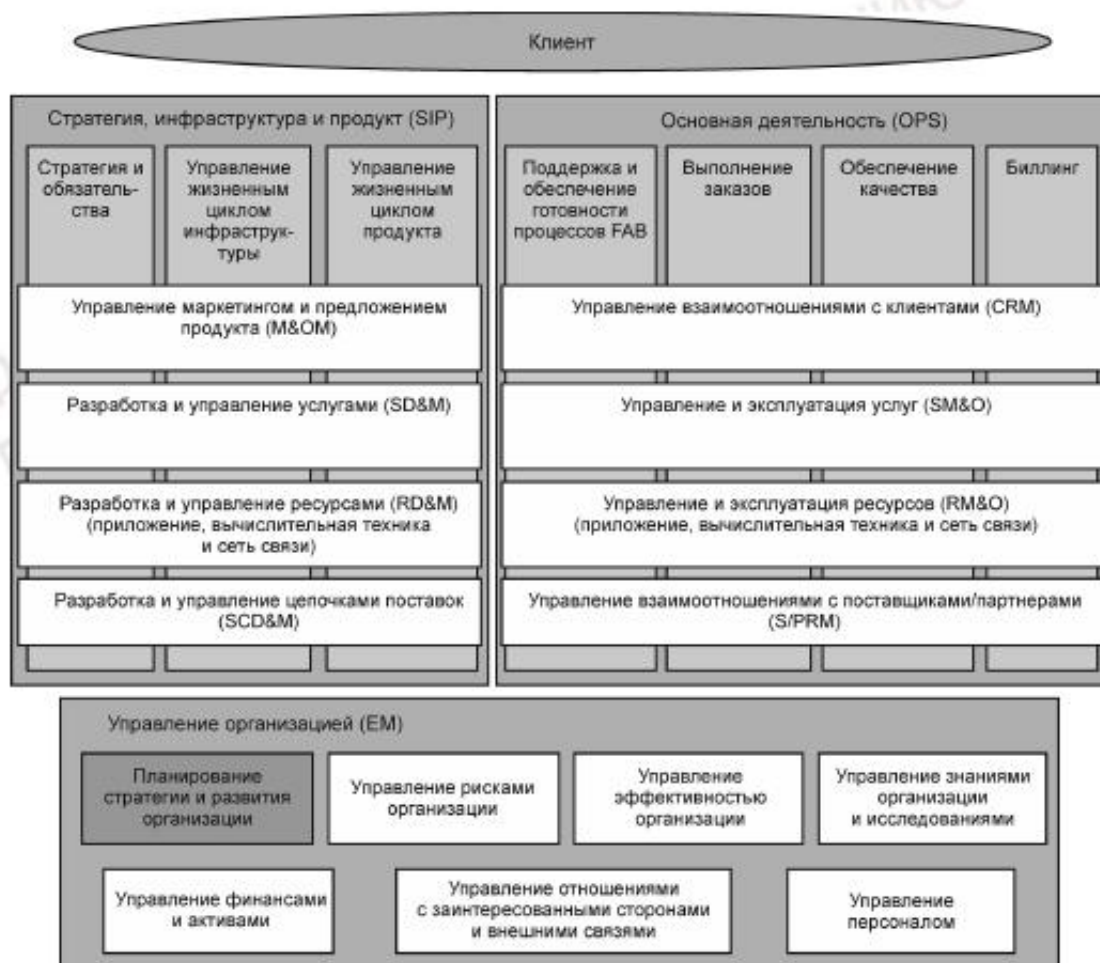 Клиент
Стратегия, инфраструктура и продукт (SIP)
Стратегия и
обязатель-
ства
Управление
жизненным
циклом
инфраструк-
туры
Управление
жизненным
циклом
продукта
Управление маркетингом и предложением
продукта (M&OM)
Разработка и управление услугами (SD&M)
Разработка и управление ресурсами (RD&M)
(приложение, вычислительная техника
и сеть связи)
Разработка и управление цепочками поставок
(SCD&M)
Основная деятельность (OPS)
Поддержка и
обеспечение
готовности
процессов FAB
Выполнение
заказов
Обеспечение
качества
Биллинг
Управление взаимоотношениями с клиентами (CRM)
Управление и эксплуатация услуг (SM&O)
Управление и эксплуатация ресурсов (RM&O)
(приложение, вычислительная техника и сеть связи)
Управление взаимоотношениями с поставщиками/партнерами
(S/PRM)
Управление организацией (EM)
Планирование
стратегии и развития
организации
Управление рисками
организации
Управление
эффективностью
организации
Управление знаниями
организации
и исследованиями
Управление финансами
и активами
Управление отношениями
с заинтересованными сторонами
и внешними связями
Управление
персоналом